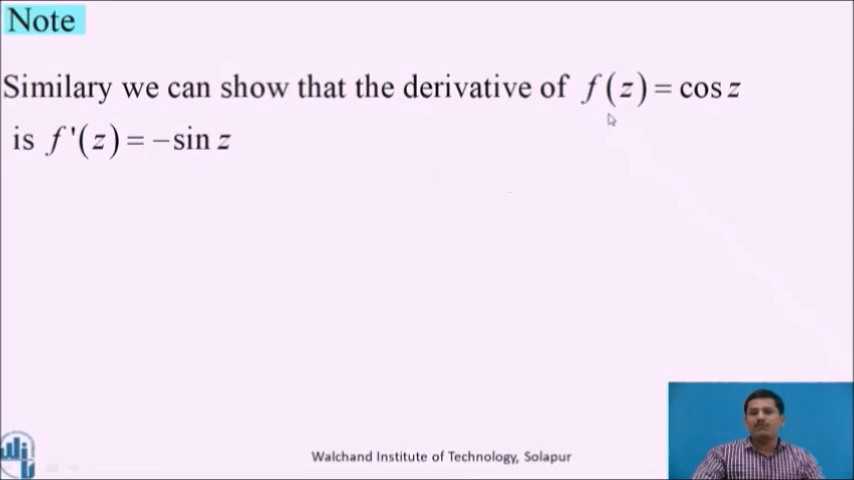 Note
Similary we can show that the derivative of f(z) = cos z
is f'(z) = −sin z
Walchand Institute of Technology, Solapur